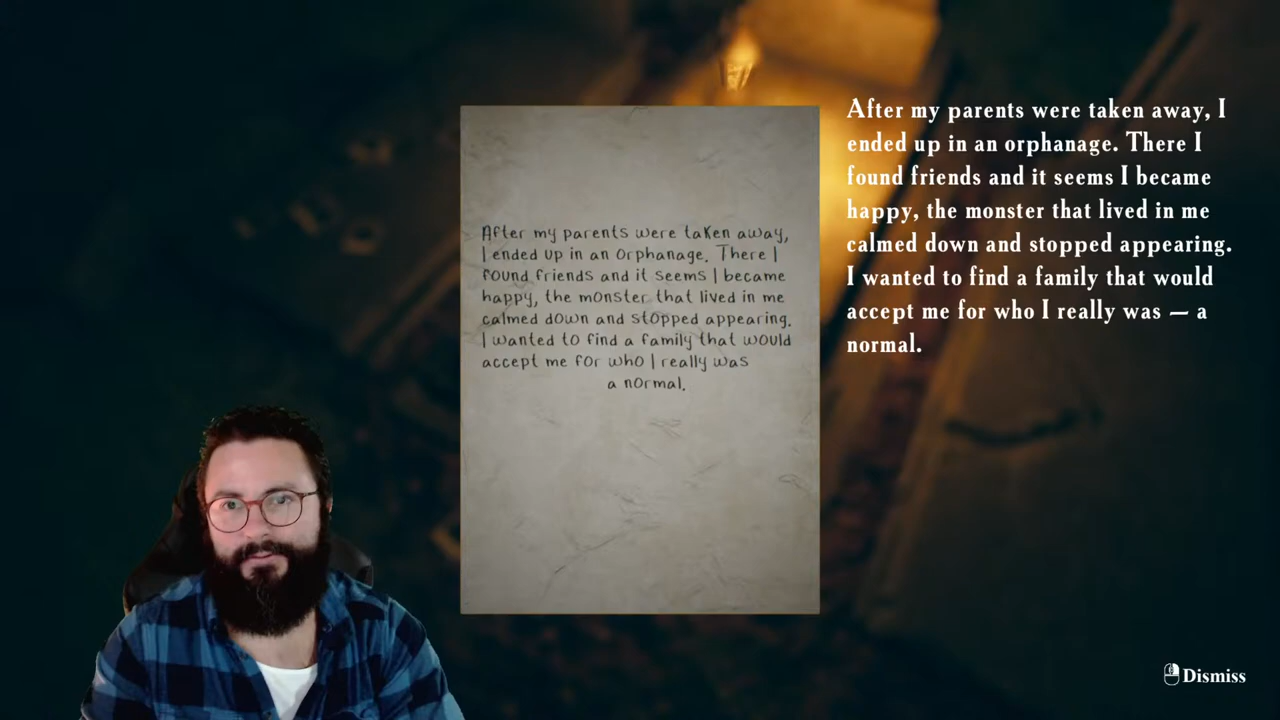 After my parents were taken away,
I ended up in an orphanage. There I
found friends and it seems I became
happy, the monster that lived in me
calmed down and stopped appearing.
I wanted to find a family that would
accept me for who I really was
a normal.
After my parents were taken away, I
ended up in an orphanage. There I
found friends and it seems I became
happy, the monster that lived in me
calmed down and stopped appearing.
I wanted to find a family that would
accept me for who I really was — a
normal.
Dismiss